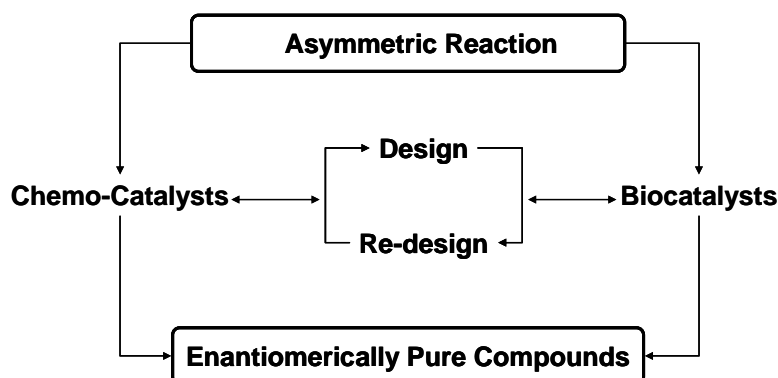 Asymmetric Reaction
Design
Chemo-Catalysts
Biocatalysts
Re-design
Enantiomerically Pure Compounds